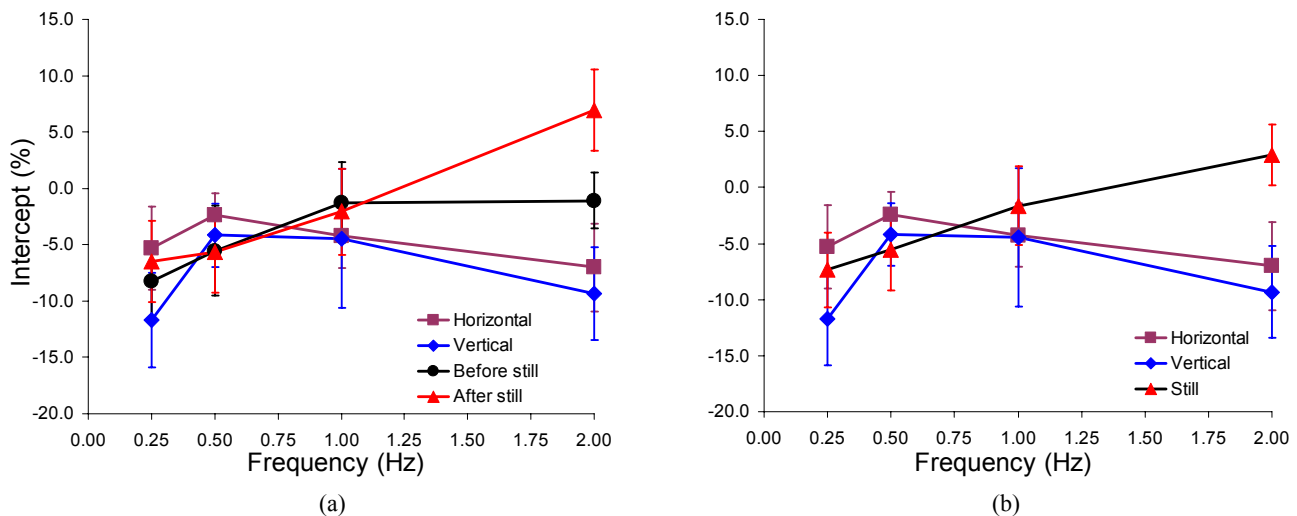 15.0
10.0
5.0
0.0
-5.0
-10.0
-15.0
-20.0
Intercept (%)
Horizontal
Vertical
Before still
After still
0.00 0.25 0.50 0.75 1.00 1.25 1.50 1.75 2.00
Frequency (Hz)
(a)
15.0
10.0
5.0
0.0
-5.0
-10.0
-15.0
-20.0
Horizontal
Vertical
Still
0.00 0.25 0.50 0.75 1.00 1.25 1.50 1.75 2.00
Frequency (Hz)
(b)